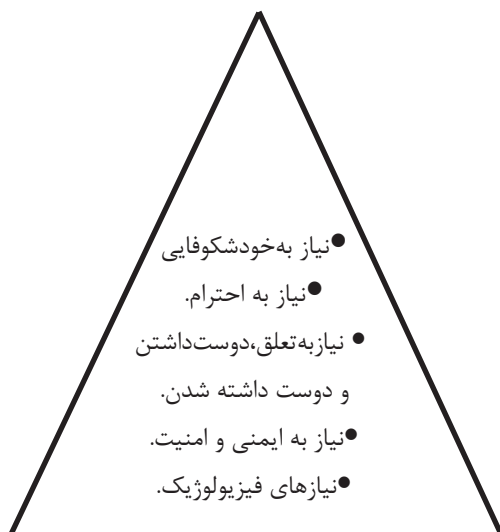 ●نیاز به‌خودشکوفایی
●نیاز به احترام.
● نیازبه‌تعلق،دوست‌داشتن
و دوست داشته شدن.
●نیاز به ایمنی و امنیت.
●نیازهای فیزیولوژیک.